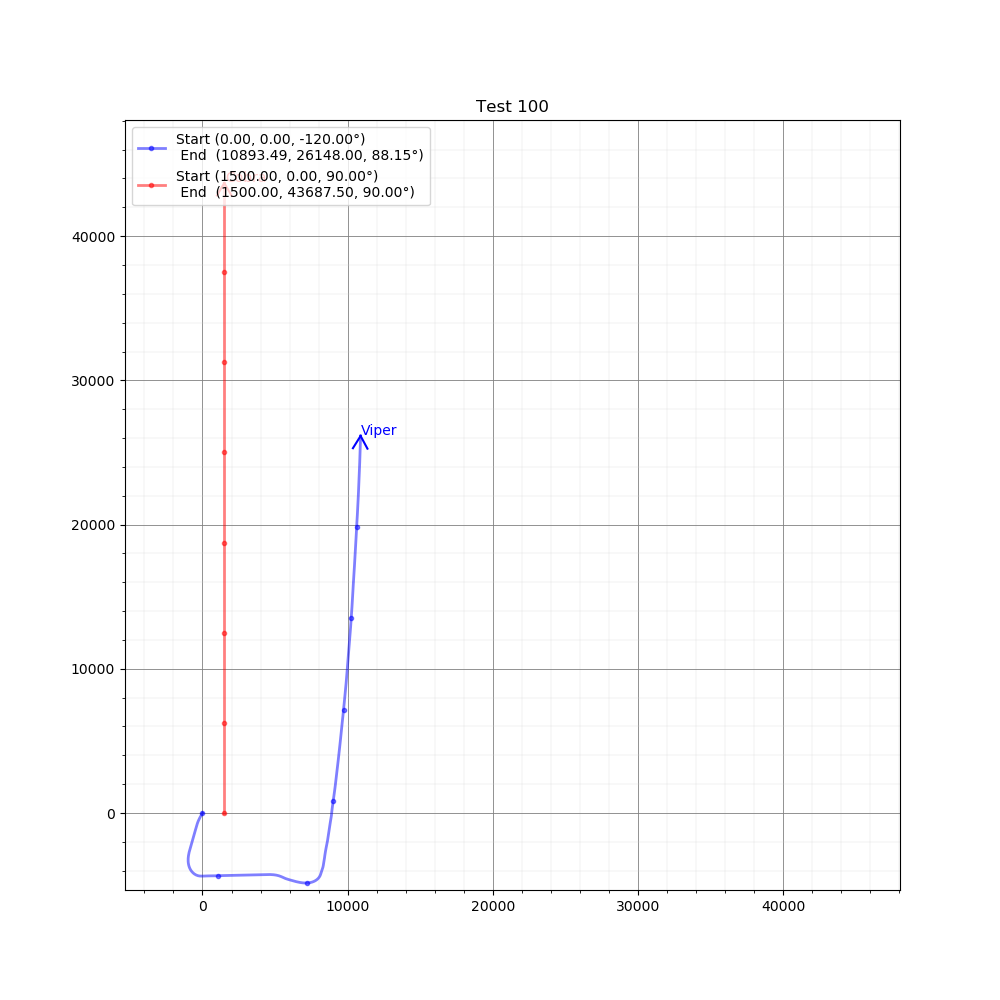 Test 100
Start (0.00, 0.00, -120.00°)
End  (10893.49, 26148.00, 88.15°)
Start (1500.00, 0.00, 90.00°)
End  (1500.00, 43687.50, 90.00°)
40000
30000
Viper
20000
10000
0
0 10000 20000 30000 40000